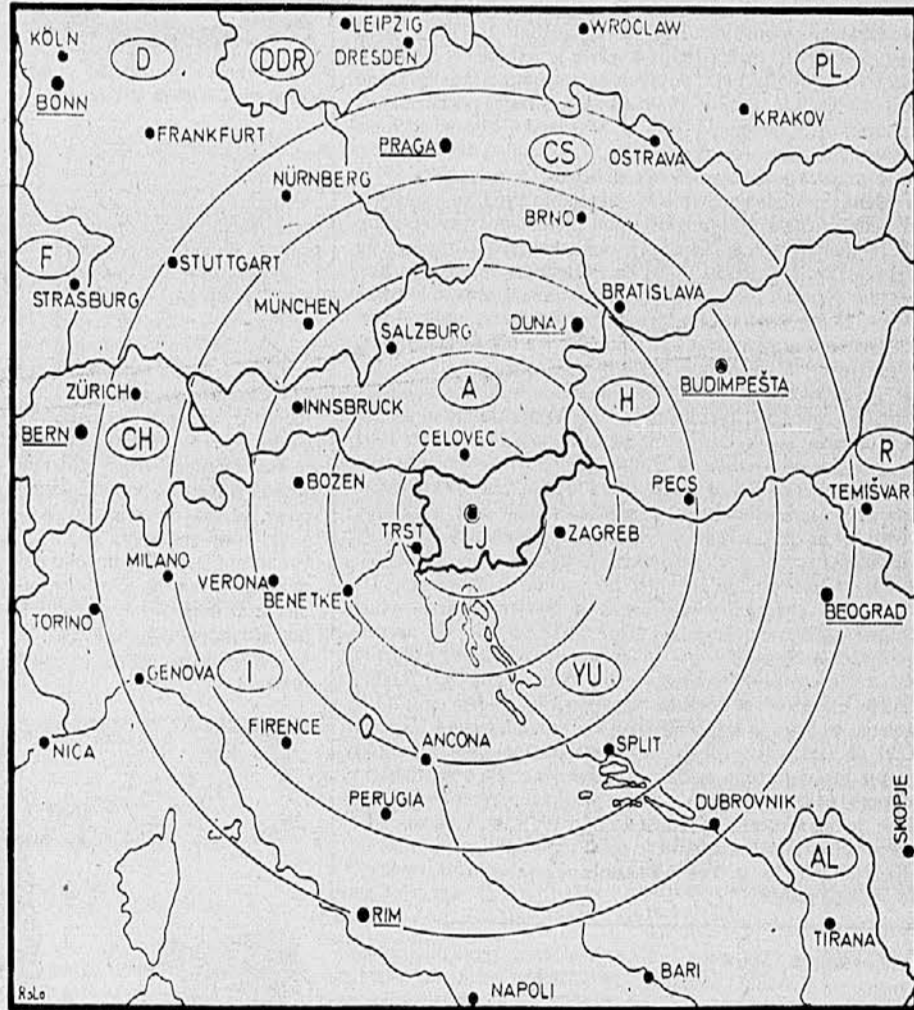 LEIPZIG
WROCLAW
KÖLN
D
DDR
DRESDEN
PL
BONN
KRAKOV
FRANKFURT
PRAGA
CS
OSTRAVA
NÜRNBERG
BRNO
F
STUTTGART
STRASBURG
MÜNCHEN
BRATISLAVA
SALZBURG
DUNAJ
ZÜRICH
A
H
BUDIMPEŠTA
INNSBRUCK
BERN
CH
CELOVEC
R
BOZEN
PECS
TEMIŠVAR
TRST
LJ
ZAGREB
MILANO
VERONA
BENETKE
TORINO
BEOGRAD
GENOVA
I
YU
NICA
FIRENCE
ANCONA
SPLIT
PERUGIA
DUBROVNIK
SKOPJE
AL
RIM
TIRANA
BARI
NAPOLI
RoLo